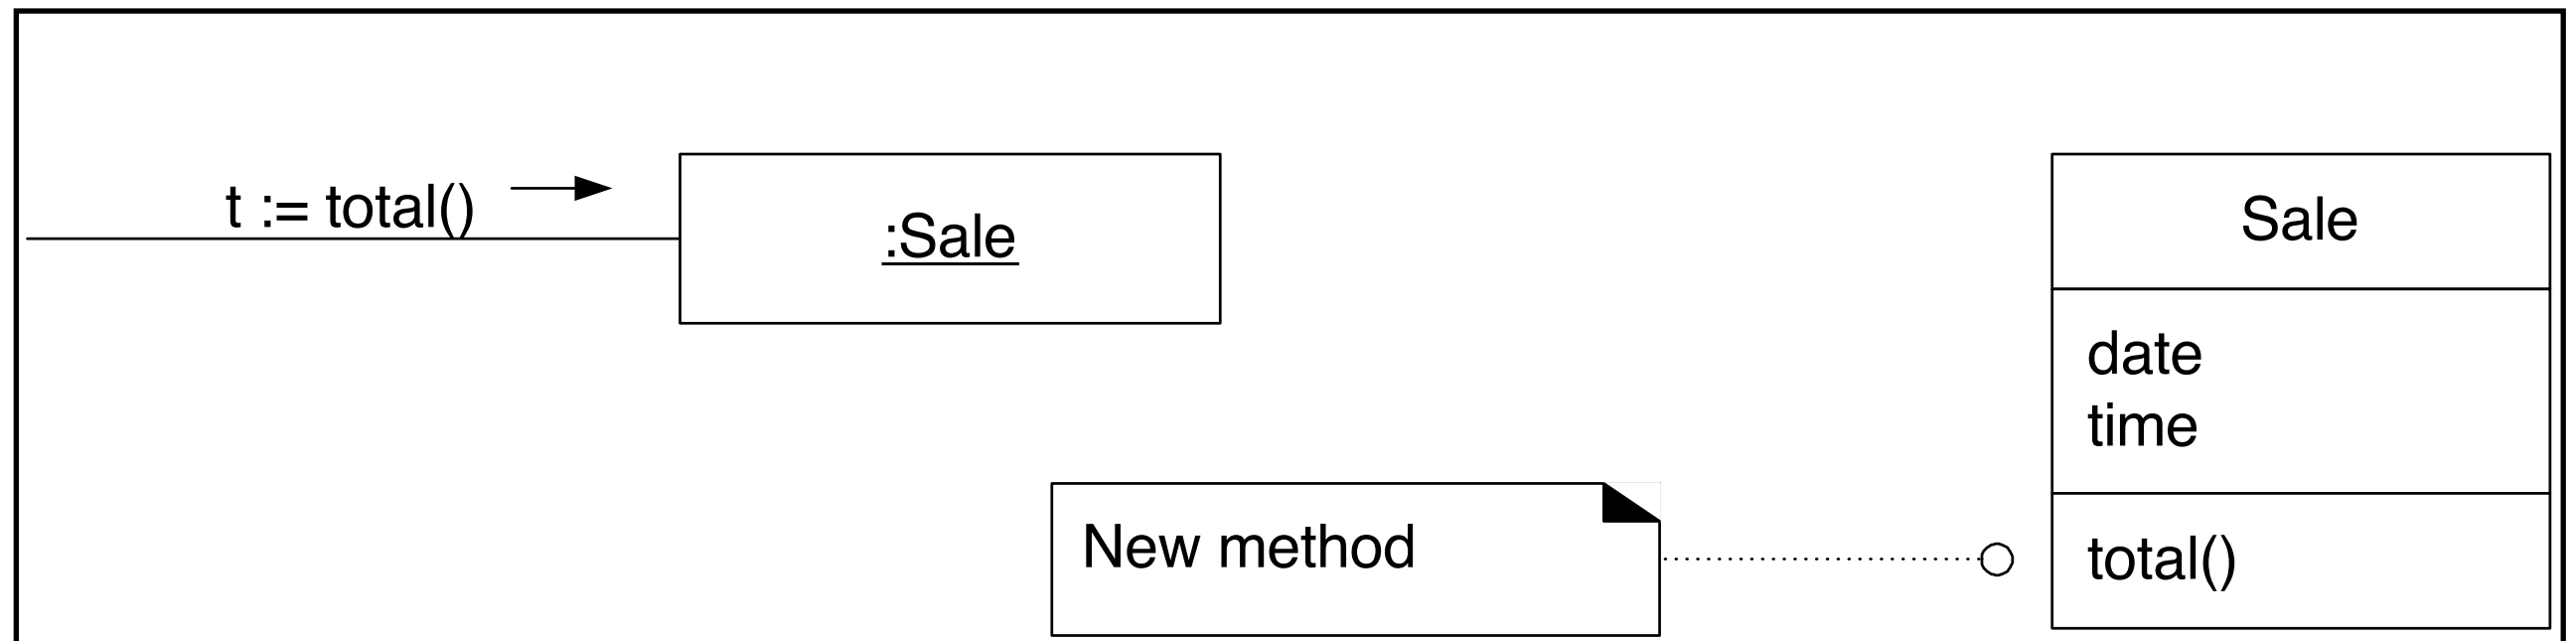 t := total()
:Sale
Sale
date
time
New method
total()